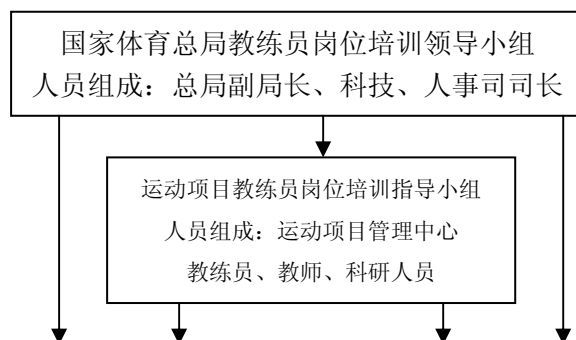 国家体育总局教练员岗位培训领导小组
人员组成：总局副局长、科技、人事司司长
运动项目教练员岗位培训指导小组
人员组成：运动项目管理中心
教练员、教师、科研人员